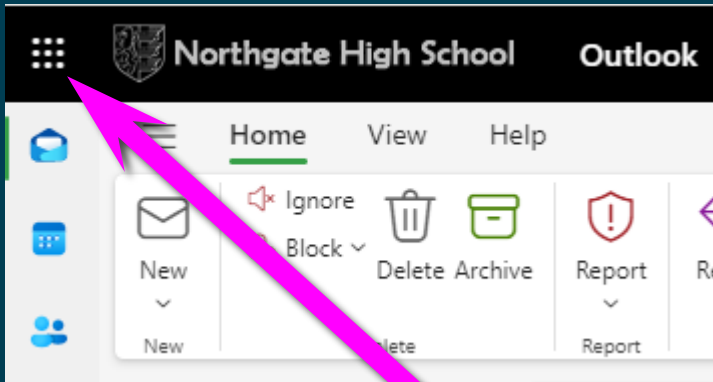 Northgate High School Outlook
Home View Help
Ignore
Block
New Delete Archive Report
New Report